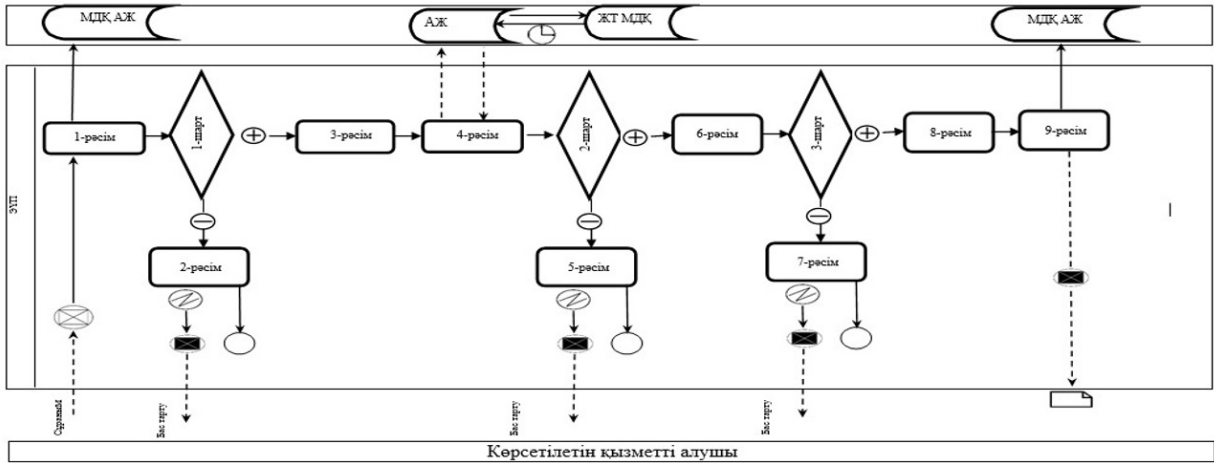 МДҚ АЖ
АЖ
ЖТ МДҚ
МДҚ АЖ
ЭҮП
1-рәсім
1-шарт
3-рәсім
4-рәсім
2-шарт
6-рәсім
3-шарт
8-рәсім
9-рәсім
2-рәсім
5-рәсім
7-рәсім
Сұраным
Бас тарту
Бас тарту
Бас тарту
Көрсетілетін қызметті алушы